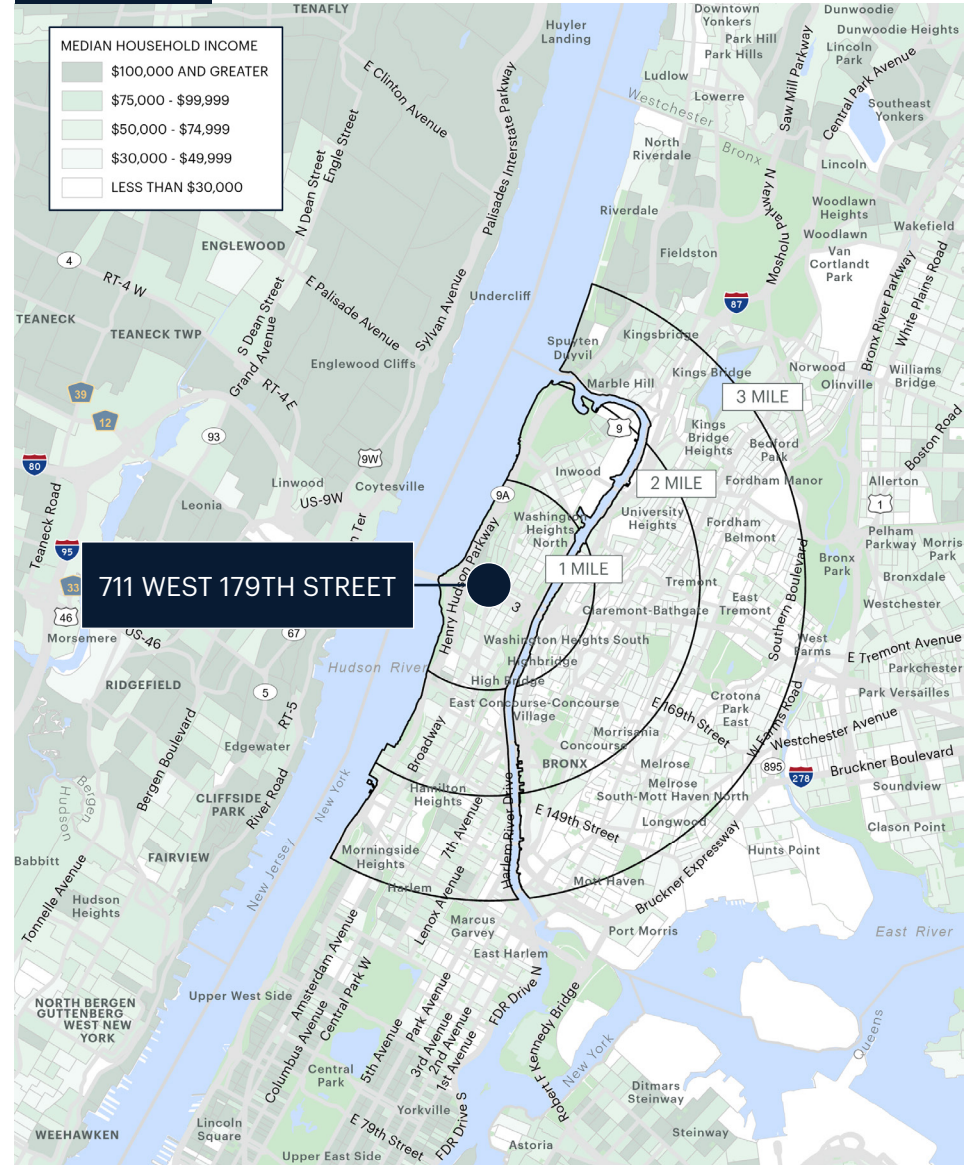 MEDIAN HOUSEHOLD INCOME
$100,000 AND GREATER
$75,000 - $99,999
$50,000 - $74,999
$30,000 - $49,999
LESS THAN $30,000
TENAFLY
Huyler
Landing
Downtown
Yonkers
Park Hill
Park Hills
Dunwoodie
Dunwoodie Heights
Lincoln
Park
Ludlow
Lowerre
Saw Mill Parkway
Central Park Avenue
Southeast
Yonkers
Westchester
Bronx
North
Riverdale
Lincoln
E Clinton Avenue
Engle Street
N Dean Street
Palisades Interstate Parkway
Riverdale
Woodlawn
Heights
Woodlawn
Wakefield
Van
Cortlandt
Park
Mosholu Parkway N
Fieldston
ENGLEWOOD
4
RT-4 W
E Palisade Avenue
Sylvan Avenue
Undercliff
87
Bronx River Parkway
White Plains Road
TEANECK
TEANECK TWP
S Dean Street
Grand Avenue
Englewood Cliffs
RT-4 E
Kingsbridge
Spuyten
Duyvil
Marble Hill
Kings Bridge
Norwood
Olinville
Williams
Bridge
3 MILE
39
12
93
80
9
Kings
Bridge
Heights
Bedford
Park
Boston Road
9W
Coytesville
Linwood
US-9W
Leonia
Inwood
2 MILE
Fordham Manor
Allerton
1
9A
Washington
Heights
North
University
Heights
Fordham
Belmont
Pelham
Parkway
Morris
Park
Teaneck Road
95
n Ter
Henry Hudson Parkway
1 MILE
Bronx
Park
Bronxdale
711 WEST 179TH STREET
33
46
3
Tremont
East
Tremont
Claremont-Bathgate
Southern Boulevard
Westchester
Morsemere
US-46
67
Washington Heights South
West
Farms
E Tremont Avenue
Parkchester
Hudson River
Highbridge
High Bridge
RIDGEFIELD
5
RT-5
East Concourse-Concourse
Village
E 169th Street
Crotona
Park
East
Park Versailles
W Farms Road
Westchester Avenue
Bergen Boulevard
Edgewater
Broadway
Morrisania
Concourse
BRONX
Melrose
Melrose
South-Mott Haven North
895
278
Bruckner Boulevard
Soundview
Bergen
Hudson
CLIFFSIDE
PARK
River Road
New York
New Jersey
Hamilton
Heights
7th Avenue
Harlem River Drive
E 149th Street
Longwood
Clason Point
Babbitt
FAIRVIEW
Morningside
Heights
Harlem
Lenox Avenue
Mott Haven
Bruckner Expressway
Hunts Point
Tonnelle Avenue
Hudson
Heights
Marcus
Garvey
Port Morris
East River
East Harlem
Amsterdam Avenue
Central Park W
Upper West Side
Columbus Avenue
NORTH BERGEN
GUTTENBERG
WEST NEW
YORK
5th Avenue
Park Avenue
3rd Avenue
2nd Avenue
1st Avenue
FDR Drive N
Robert F Kennedy Bridge
New York
Queens
Central
Park
Ditmars
Steinway
Yorkville
E 79th Street
FDR Drive S
Lincoln
Square
WEEHAWKEN
Upper East Side
Astoria
Steinway